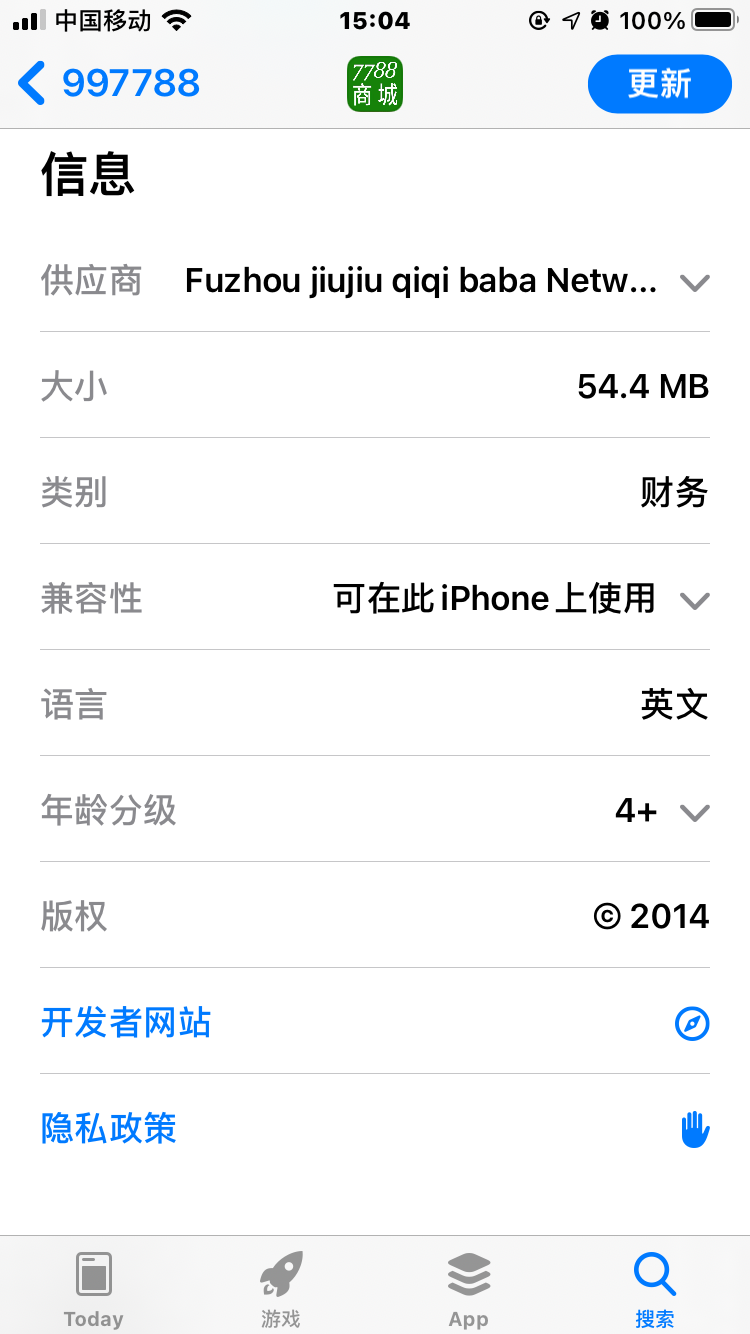 中国移动 15:04 100%
997788 7788 更新
商城
信息
供应商 Fuzhou jiujiu qiqi baba Netw...
大小 54.4 MB
类别 财务
兼容性 可在此 iPhone 上使用
语言 英文
年龄分级 4+
版权 © 2014
开发者网站
隐私政策
Today 游戏 App 搜索